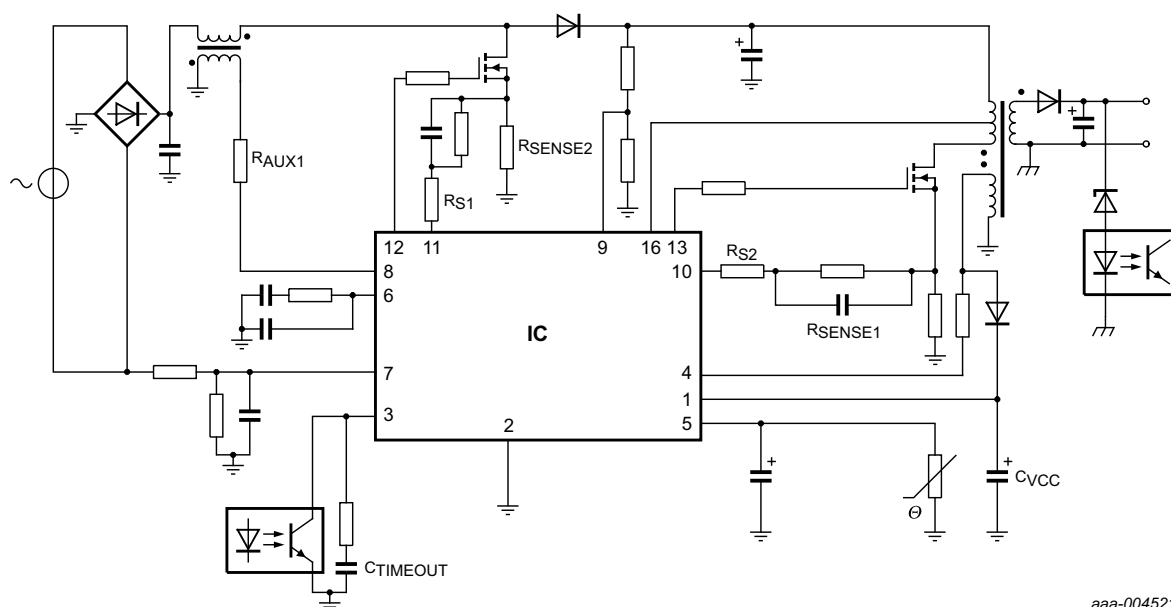 RAUX1
RSENSE2
RS1
12
11
9
16
13
8
6
7
3
2
10
4
1
5
IC
RS2
RSENSE1
+
+
+
+
CVCC
Θ
CTIMEOUT